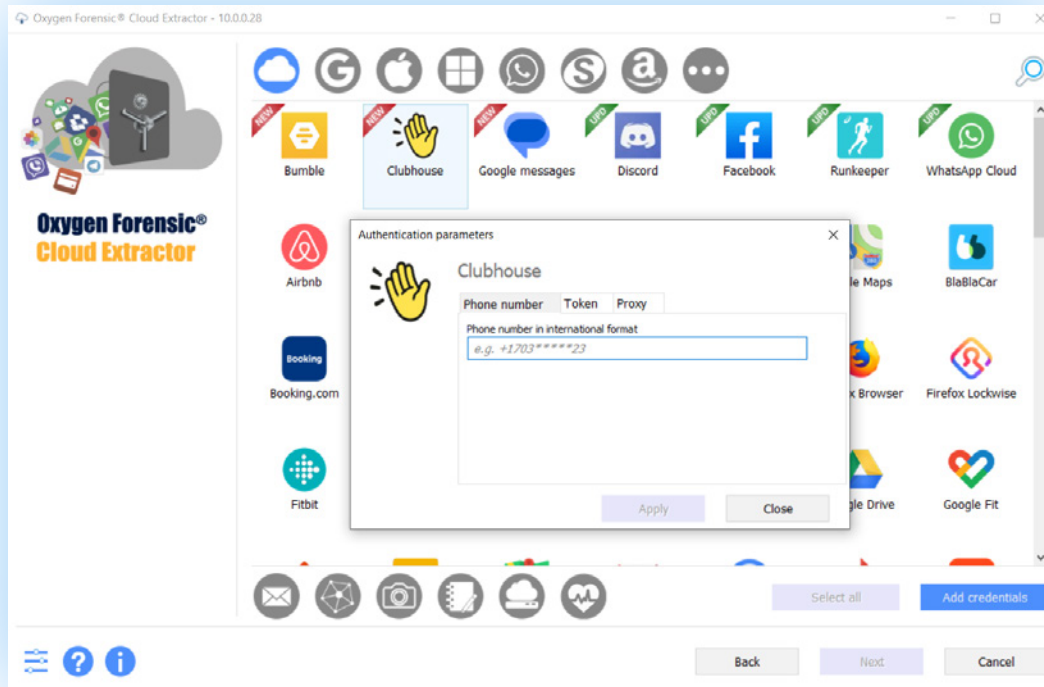 Oxygen Forensic® Cloud Extractor - 10.0.0.28
NEW
NEW
NEW
UPD
UPD
UPD
UPD
Bumble
Clubhouse
Google messages
Discord
Facebook
Runkeeper
WhatsApp Cloud
Oxygen Forensic®
Cloud Extractor
Authentication parameters
Airbnb
Clubhouse
le Maps
BlaBlaCar
Phone number
Token
Proxy
Phone number in international format
e.g. +1703*****23
Booking
Booking.com
x Browser
Firefox Lockwise
Fitbit
Apply
Close
gle Drive
Google Fit
Select all
Add credentials
Back
Next
Cancel